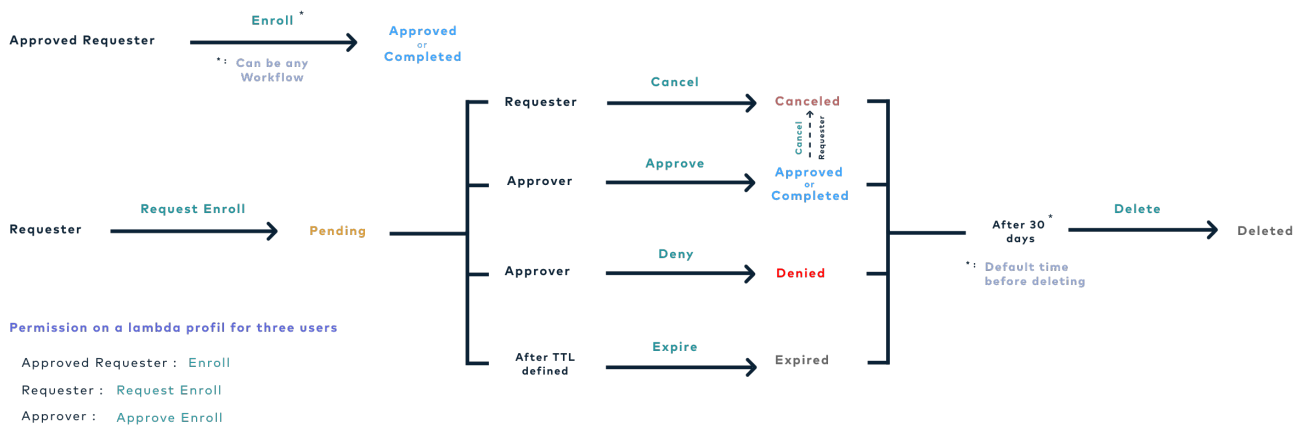 Enroll *
Approved Requester
Approved
or
Completed
*: Can be any
Workflow
Requester
Cancel
Canceled
Cancel
Requester
Approver
Approve
Approved
or
Completed
Requester
Request Enroll
Pending
After 30 *
days
Delete
Deleted
*: Default time
before deleting
Approver
Deny
Denied
After TTL
defined
Expire
Expired
Permission on a lambda profil for three users
Approved Requester : Enroll
Requester : Request Enroll
Approver : Approve Enroll